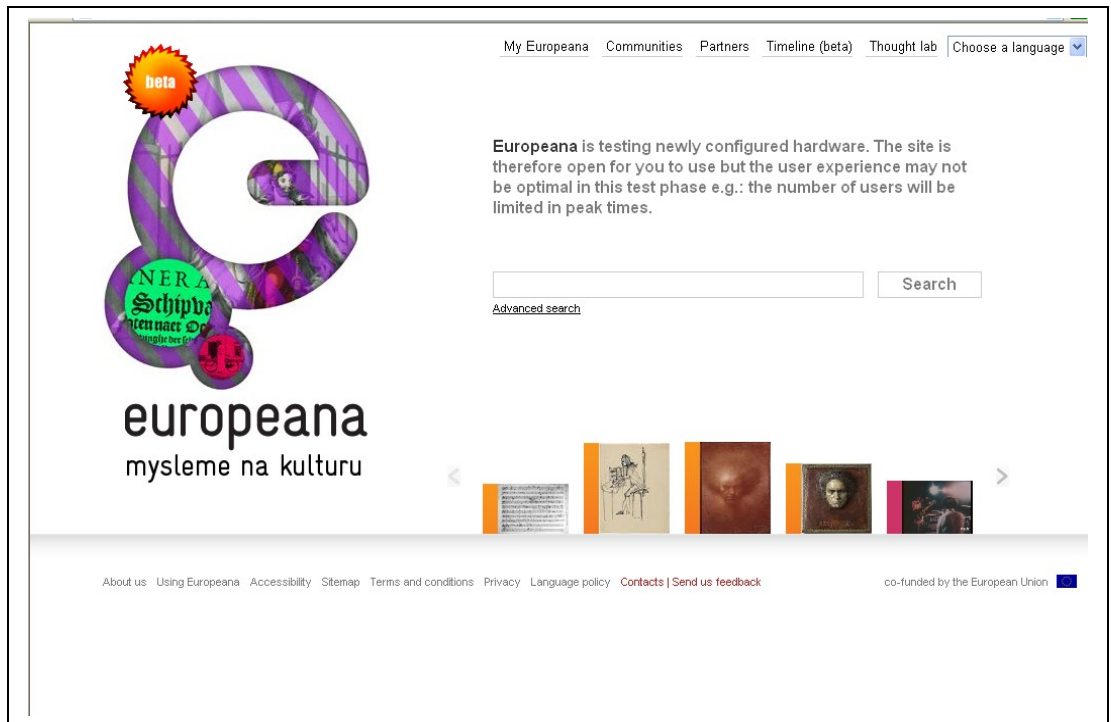 My Europeana Communities Partners Timeline (beta) Thought lab Choose a language
beta
Europeana is testing newly configured hardware. The site is
therefore open for you to use but the user experience may not
be optimal in this test phase e.g.: the number of users will be
limited in peak times.
Search
Advanced search
NERA
Schipva
oten naer
europeana
mysleme na kulturu
About us Using Europeana Accessibility Sitemap Terms and conditions Privacy Language policy Contacts | Send us feedback co-funded by the European Union